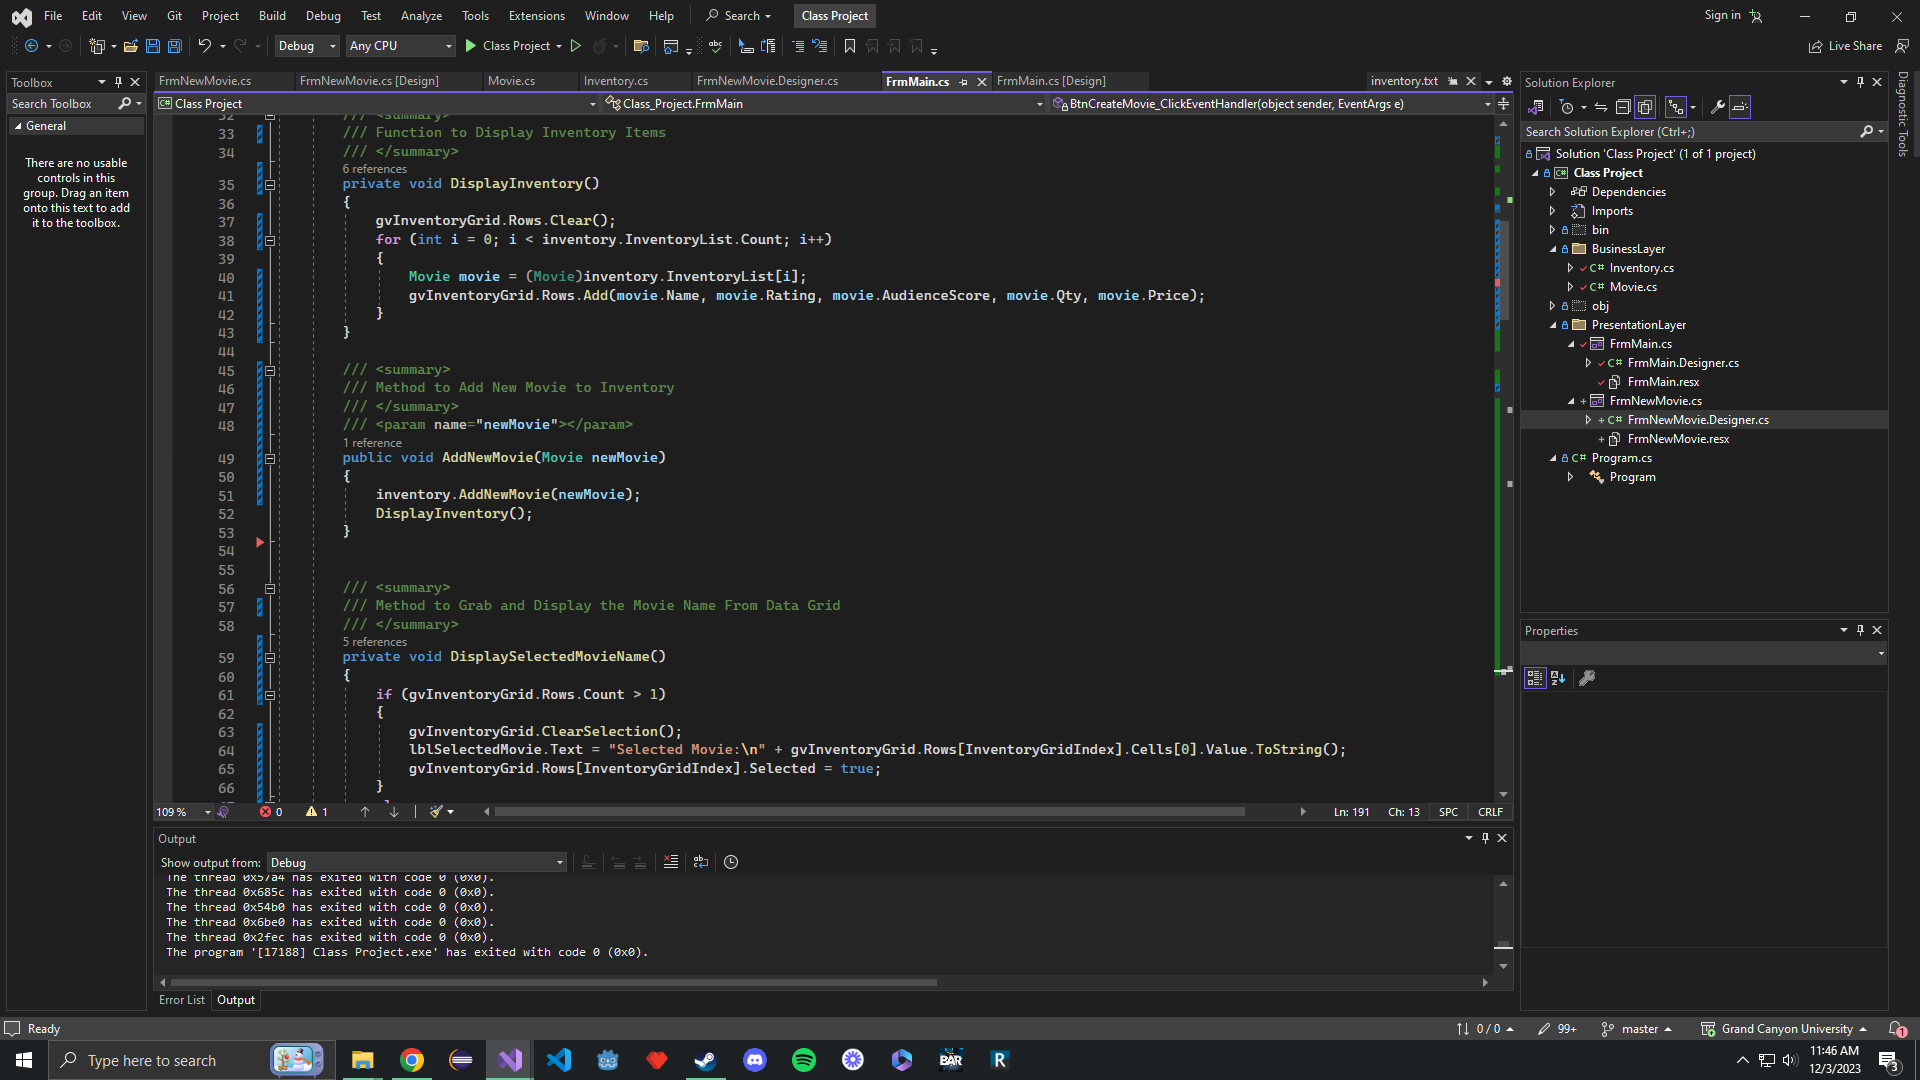 File Edit View Git Project Build Debug Test Analyze Tools Extensions Window Help Search Class Project Sign in
Debug Any CPU Class Project Live Share
Toolbox
Search Toolbox
General
There are no usable
controls in this
group. Drag an item
onto this text to add
it to the toolbox.
FrmNewMovie.cs FrmNewMovie.cs [Design] Movie.cs Inventory.cs FrmNewMovie.Designer.cs FrmMain.cs FrmMain.cs [Design] inventory.txt
Class Project Class_Project.FrmMain BtnCreateMovie_ClickEventHandler(object sender, EventArgs e)
32 /// <summary>
33 /// Function to Display Inventory Items
34 /// </summary>
6 references
35 private void DisplayInventory()
36 {
37 gvInventoryGrid.Rows.Clear();
38 for (int i = 0; i < inventory.InventoryList.Count; i++)
39 {
40 Movie movie = (Movie)inventory.InventoryList[i];
41 gvInventoryGrid.Rows.Add(movie.Name, movie.Rating, movie.AudienceScore, movie.Qty, movie.Price);
42 }
43 }
44
45 /// <summary>
46 /// Method to Add New Movie to Inventory
47 /// </summary>
48 /// <param name="newMovie"></param>
1 reference
49 public void AddNewMovie(Movie newMovie)
50 {
51 inventory.AddNewMovie(newMovie);
52 DisplayInventory();
53 }
54
55
56 /// <summary>
57 /// Method to Grab and Display the Movie Name From Data Grid
58 /// </summary>
5 references
59 private void DisplaySelectedMovieName()
60 {
61 if (gvInventoryGrid.Rows.Count > 1)
62 {
63 gvInventoryGrid.ClearSelection();
64 lblSelectedMovie.Text = "Selected Movie:\n" + gvInventoryGrid.Rows[InventoryGridIndex].Cells[0].Value.ToString();
65 gvInventoryGrid.Rows[InventoryGridIndex].Selected = true;
66 }
109 % 0 1 Ln: 191 Ch: 13 SPC CRLF
Output
Show output from: Debug
The thread 0x57a4 has exited with code 0 (0x0).
The thread 0x685c has exited with code 0 (0x0).
The thread 0x54b0 has exited with code 0 (0x0).
The thread 0x6be0 has exited with code 0 (0x0).
The thread 0x2fec has exited with code 0 (0x0).
The program '[17188] Class Project.exe' has exited with code 0 (0x0).
Error List Output
Solution Explorer
Search Solution Explorer (Ctrl+;)
Solution 'Class Project' (1 of 1 project)
Class Project
Dependencies
Imports
bin
BusinessLayer
C# Inventory.cs
C# Movie.cs
obj
PresentationLayer
FrmMain.cs
C# FrmMain.Designer.cs
FrmMain.resx
FrmNewMovie.cs
C# FrmNewMovie.Designer.cs
FrmNewMovie.resx
C# Program.cs
Program
Properties
Diagnostic Tools
Ready 0 / 0 99+ master Grand Canyon University 1
Type here to search BAR R 11:46 AM
12/3/2023 3